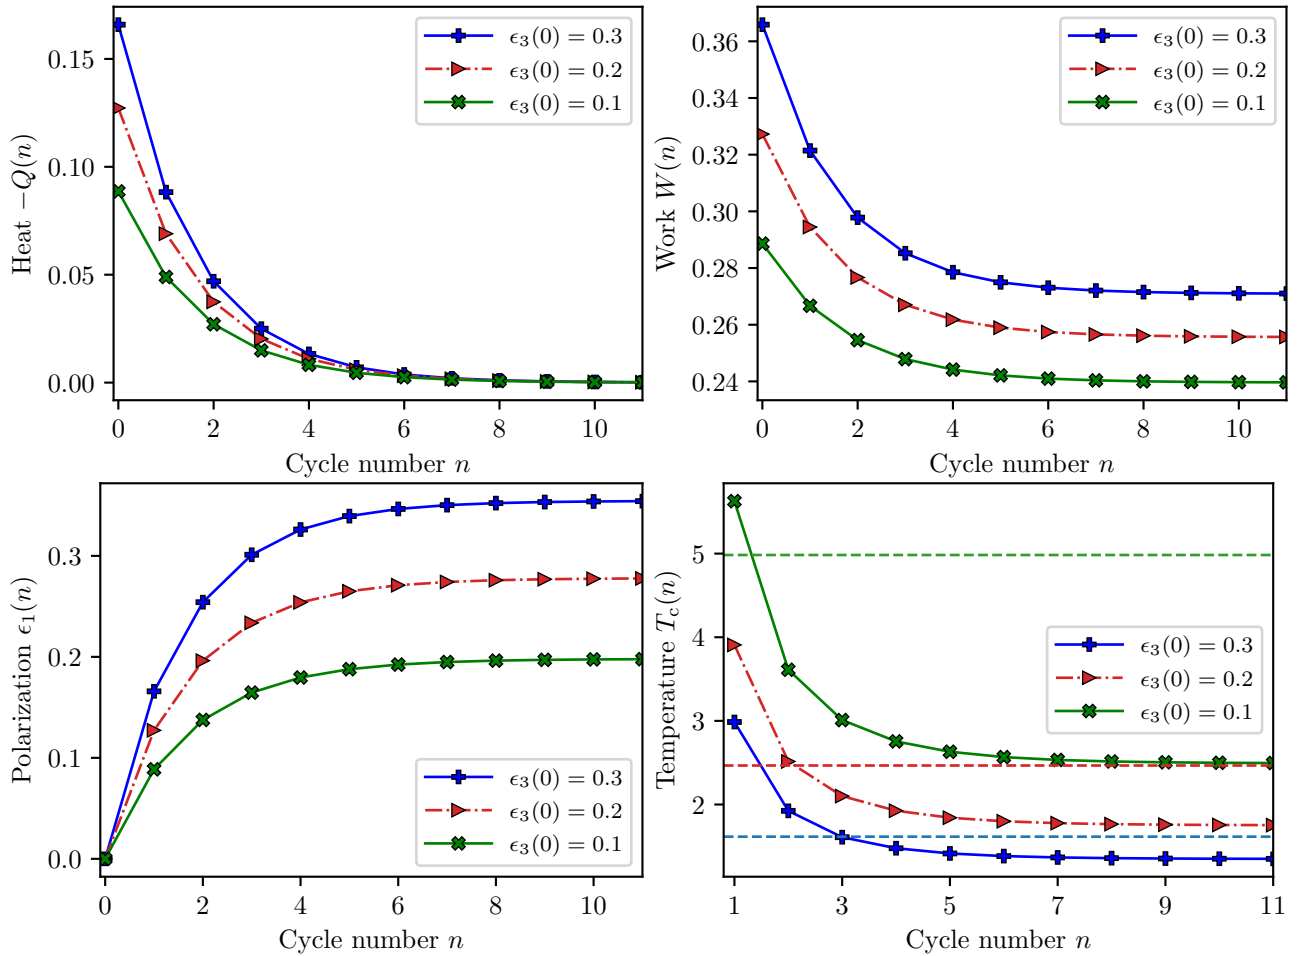 Heat −Q(n)
0.15
0.10
0.05
0.00
ϵ₃(0) = 0.3
ϵ₃(0) = 0.2
ϵ₃(0) = 0.1
0 2 4 6 8 10
Cycle number n
Work W(n)
0.36
0.34
0.32
0.30
0.28
0.26
0.24
ϵ₃(0) = 0.3
ϵ₃(0) = 0.2
ϵ₃(0) = 0.1
0 2 4 6 8 10
Cycle number n
Polarization ϵ₁(n)
0.3
0.2
0.1
0.0
ϵ₃(0) = 0.3
ϵ₃(0) = 0.2
ϵ₃(0) = 0.1
0 2 4 6 8 10
Cycle number n
Temperature T_c(n)
5
4
3
2
ϵ₃(0) = 0.3
ϵ₃(0) = 0.2
ϵ₃(0) = 0.1
1 3 5 7 9 11
Cycle number n